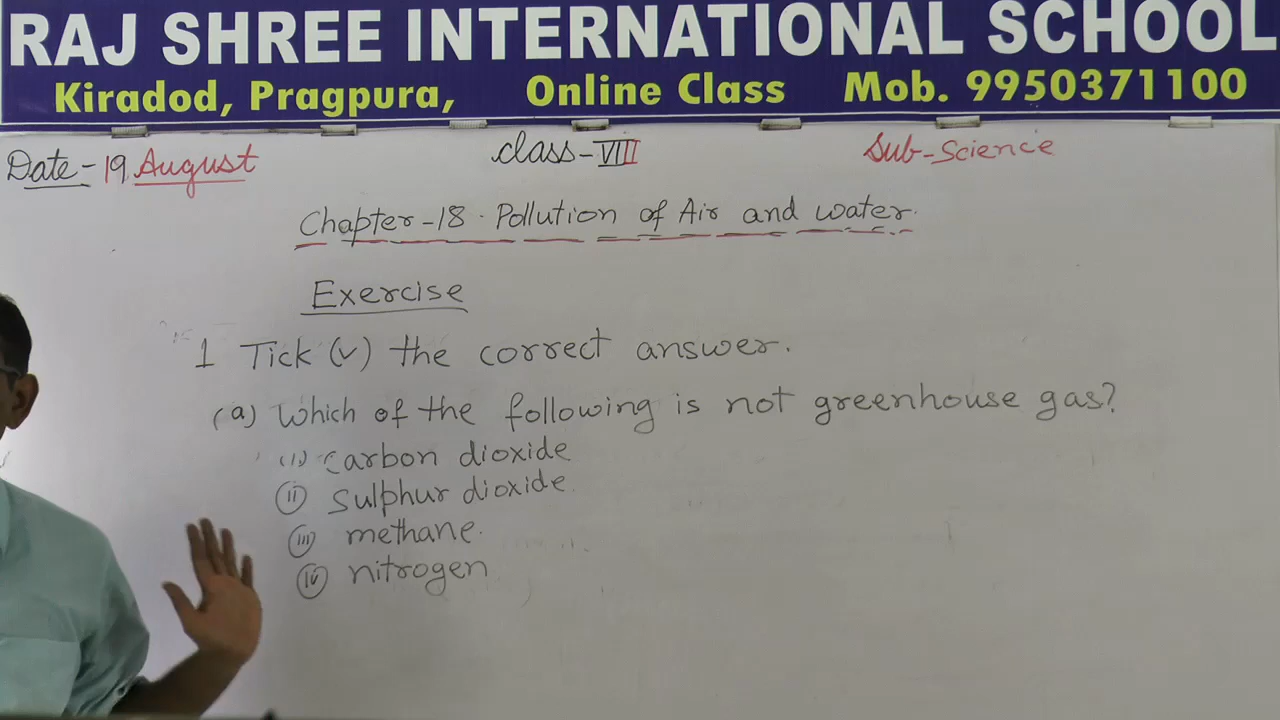 RAJ SHREE INTERNATIONAL SCHOOL
Kiradod, Pragpura, Online Class Mob. 9950371100
Date-19 August Class-VIII Sub-Science
Chapter-18. Pollution of Air and water.
Exercise
1 Tick (✓) the correct answer.
(a) Which of the following is not greenhouse gas?
(i) Carbon dioxide
(ii) Sulphur dioxide
(iii) methane.
(iv) nitrogen